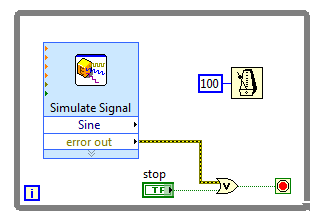 100
Simulate Signal
Sine
error out
stop
TF
V
i